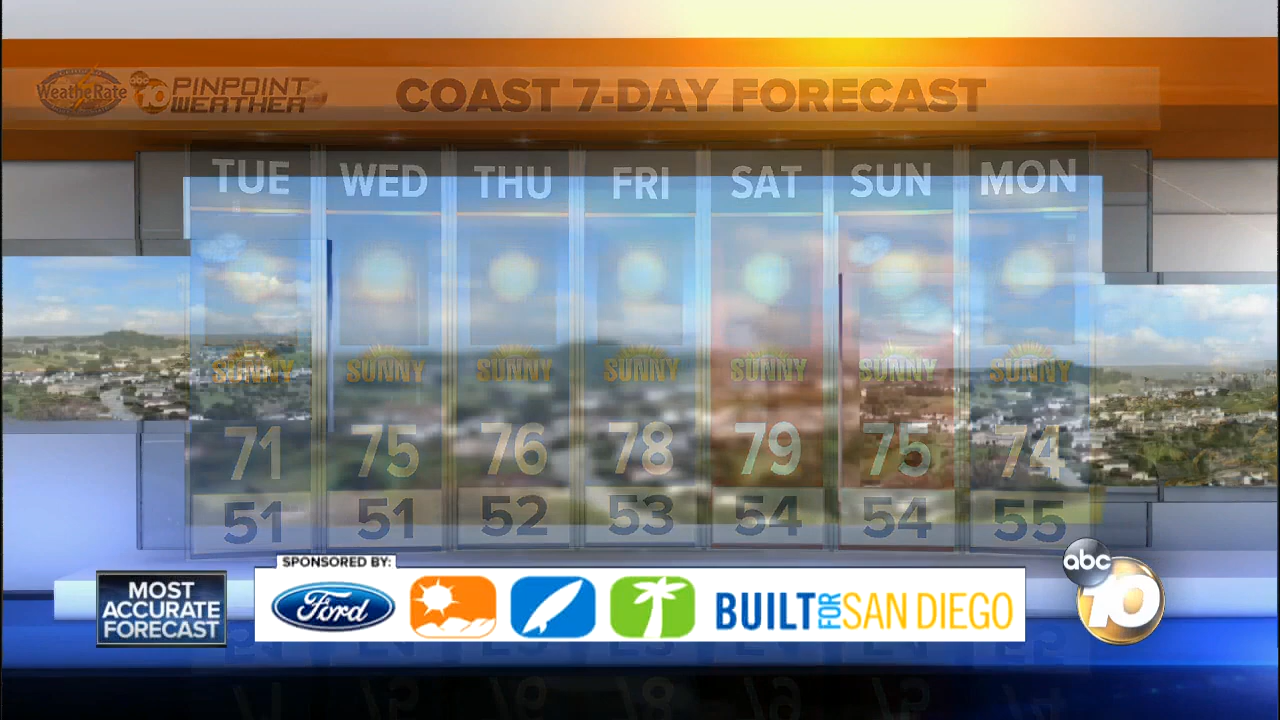 WeatheRate
abc 10 PINPOINT WEATHER
COAST 7-DAY FORECAST
TUE WED THU FRI SAT SUN MON
SUNNY SUNNY SUNNY SUNNY SUNNY SUNNY SUNNY
71 75 76 78 79 75 74
51 51 52 53 54 54 55
SPONSORED BY:
MOST
ACCURATE
FORECAST
Ford
BUILT FOR SAN DIEGO
abc
10